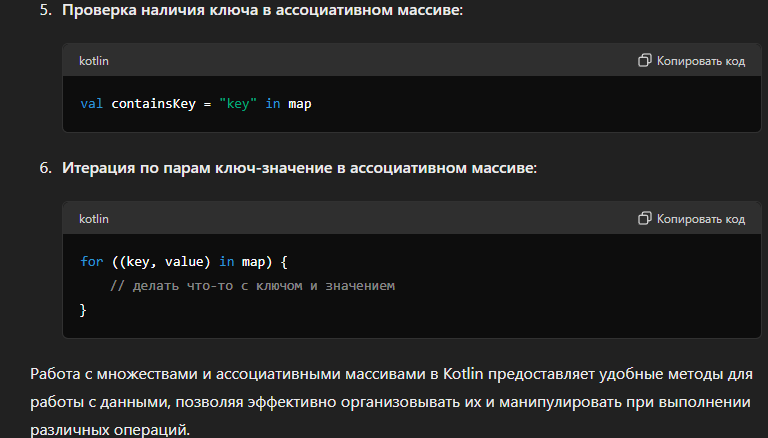 5. Проверка наличия ключа в ассоциативном массиве:
kotlin Копировать код
val containsKey = "key" in map
6. Итерация по парам ключ-значение в ассоциативном массиве:
kotlin Копировать код
for ((key, value) in map) {
    // делать что-то с ключом и значением
}
Работа с множествами и ассоциативными массивами в Kotlin предоставляет удобные методы для
работы с данными, позволяя эффективно организовывать их и манипулировать при выполнении
различных операций.